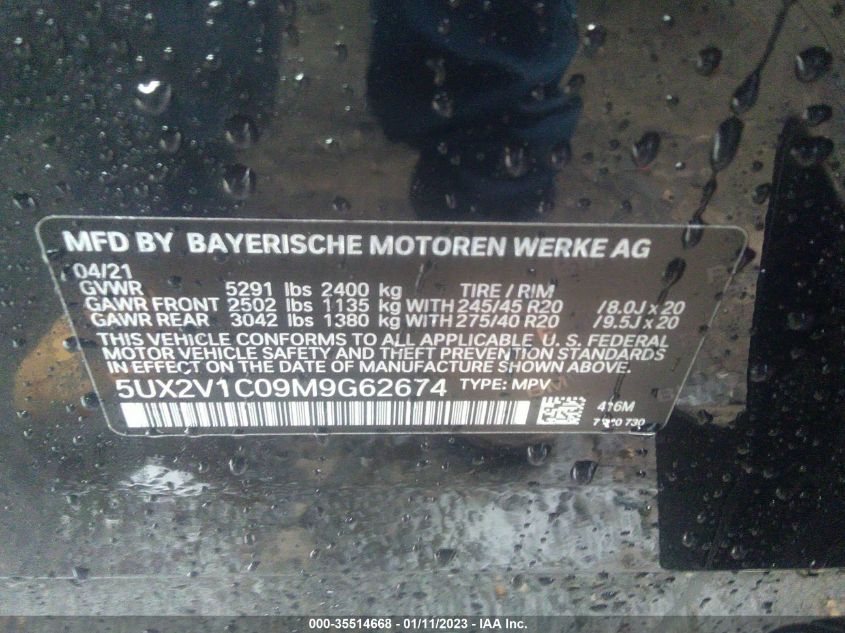 MFD BY BAYERISCHE MOTOREN WERKE AG
04/21
GVWR 5291 lbs 2400 kg TIRE / RIM
GAWR FRONT 2502 lbs 1135 kg WITH 245/45 R20 /8.0J x 20
GAWR REAR 3042 lbs 1380 kg WITH 275/40 R20 /9.5J x 20
THIS VEHICLE CONFORMS TO ALL APPLICABLE U. S. FEDERAL
MOTOR VEHICLE SAFETY AND THEFT PREVENTION STANDARDS
IN EFFECT ON THE DATE OF MANUFACTURE SHOWN ABOVE.
5UX2V1C09M9G62674 TYPE: MPV
416M
730
000-35514668 - 01/11/2023 - IAA Inc.